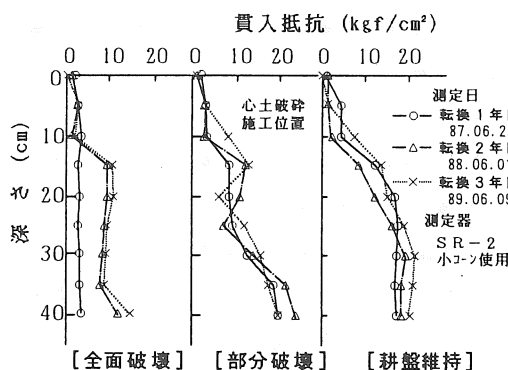 貫入抵抗 (kgf/cm²)
0 10 20 0 10 20 0 10 20
0
10
20
30
40
深さ (cm)
心土破砕
施工位置
測定日
転換1年目
87.06.2
転換2年目
88.06.0
転換3年目
89.06.09
測定器
SR-2
小コーン使用
[全面破壊] [部分破壊] [耕盤維持]